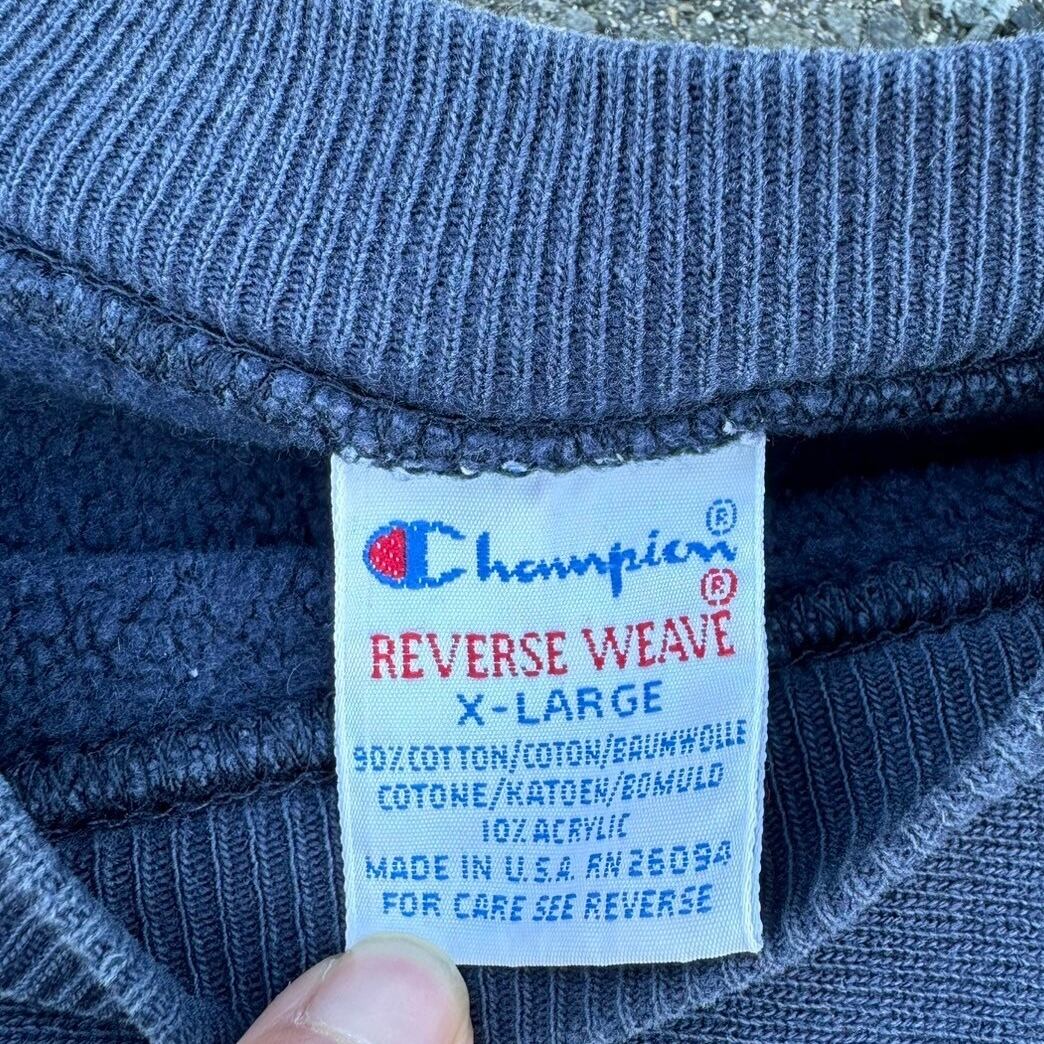 Champion®
REVERSE WEAVE®
X-LARGE
90% COTTON/COTON/BAUMWOLLE
COTONE/KATOEN/BOMULD
10% ACRYLIC
MADE IN U.S.A. RN 26094
FOR CARE SEE REVERSE